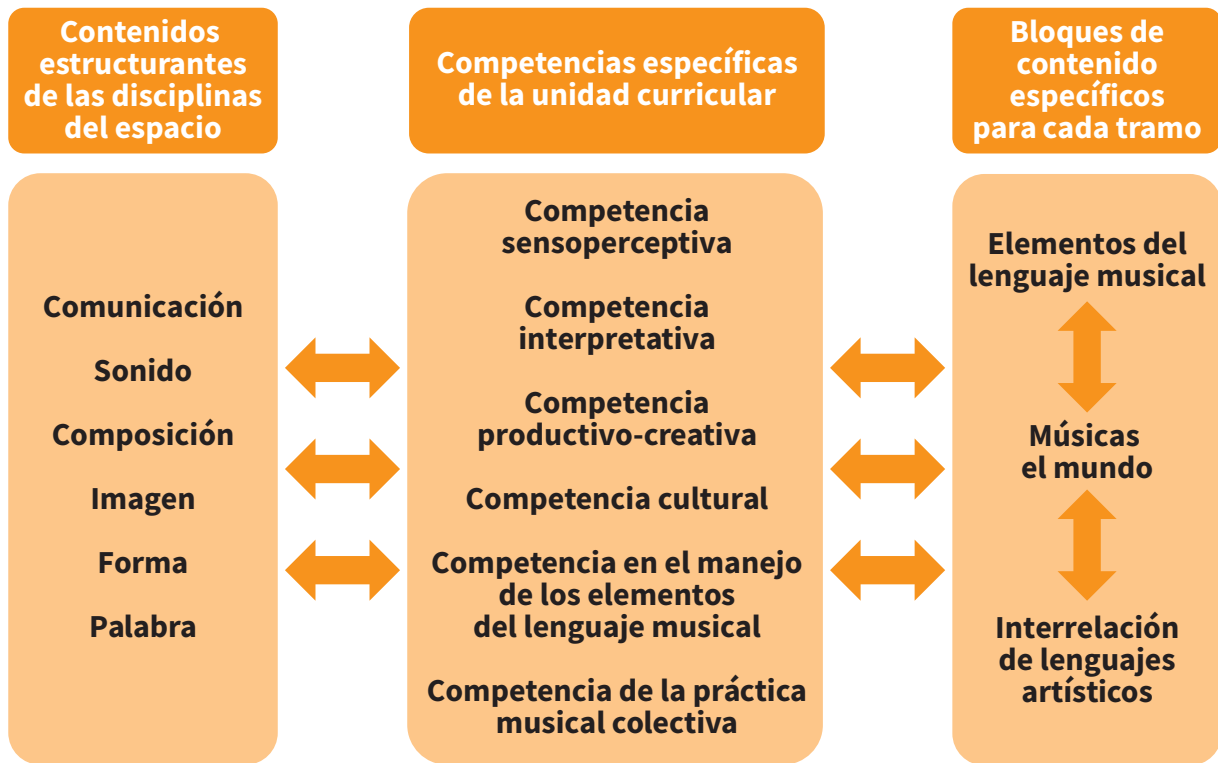 Contenidos
estructurantes
de las disciplinas
del espacio
Comunicación
Sonido
Composición
Imagen
Forma
Palabra
Competencias específicas
de la unidad curricular
Competencia
sensoperceptiva
Competencia
interpretativa
Competencia
productivo-creativa
Competencia cultural
Competencia en el manejo
de los elementos
del lenguaje musical
Competencia de la práctica
musical colectiva
Bloques de
contenido
específicos
para cada tramo
Elementos del
lenguaje musical
Músicas
el mundo
Interrelación
de lenguajes
artísticos